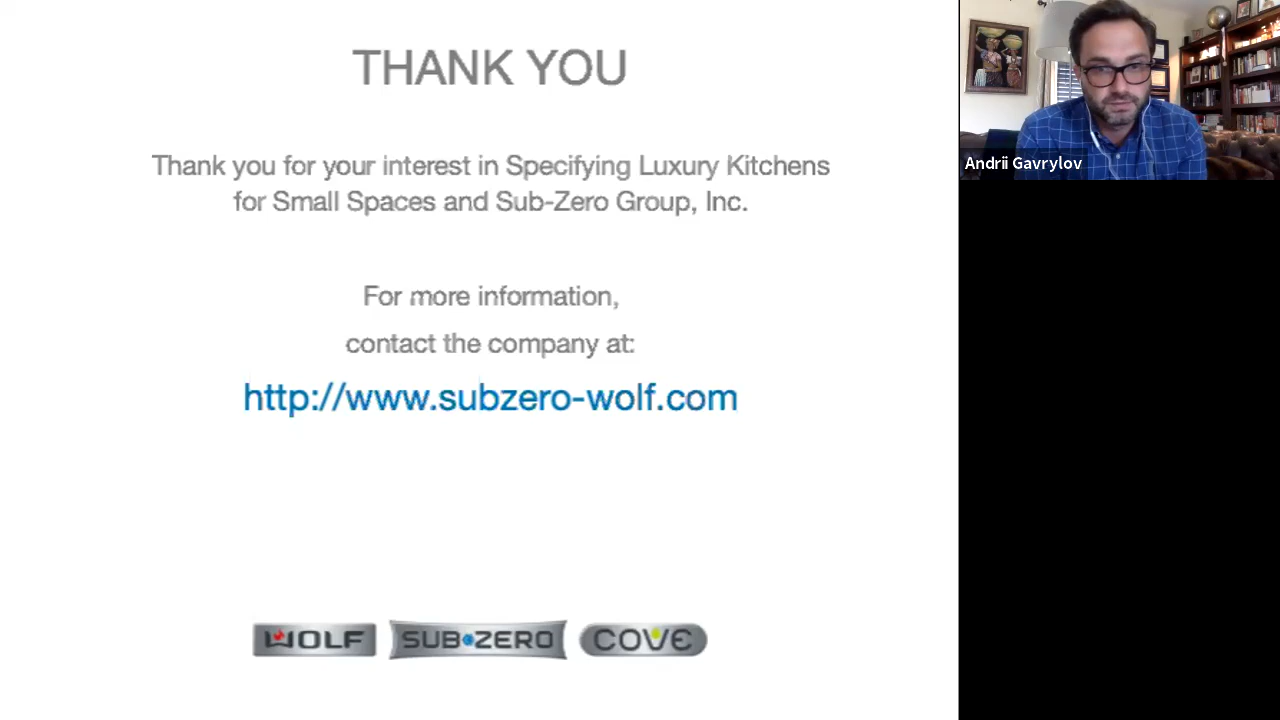 THANK YOU
Thank you for your interest in Specifying Luxury Kitchens
for Small Spaces and Sub-Zero Group, Inc.
For more information,
contact the company at:
http://www.subzero-wolf.com
WOLF SUB ZERO COVE
Andrii Gavrylov